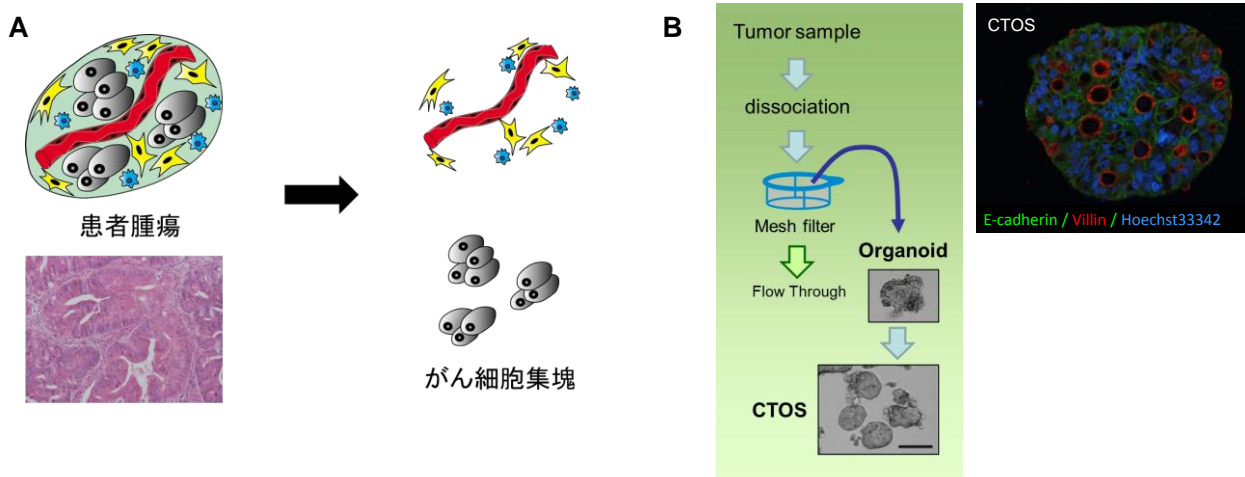 A
患者腫瘍
がん細胞集塊
B
Tumor sample
dissociation
Mesh filter
Flow Through
Organoid
CTOS
CTOS
E-cadherin / Villin / Hoechst33342